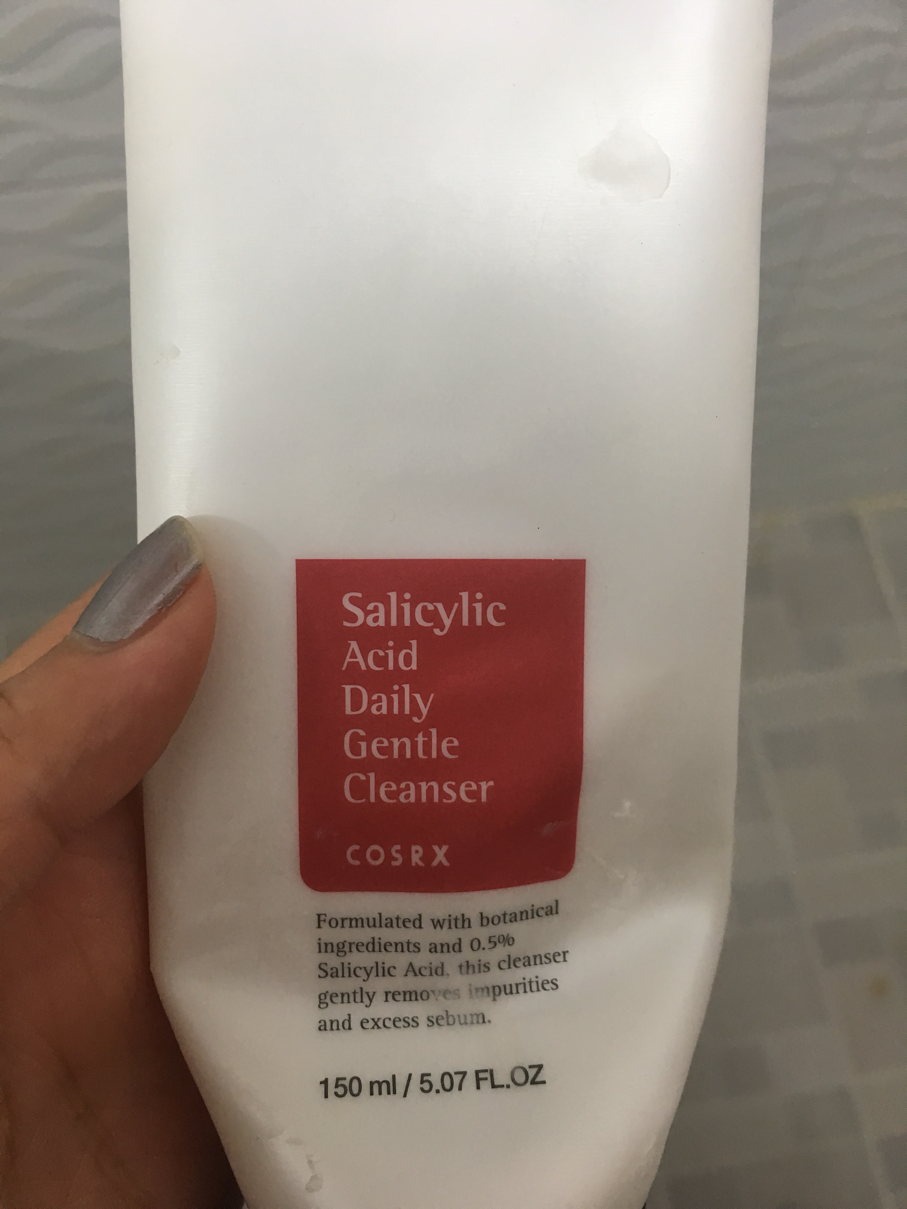 Salicylic
Acid
Daily
Gentle
Cleanser
COSRX
Formulated with botanical
ingredients and 0.5%
Salicylic Acid, this cleanser
gently removes impurities
and excess sebum.
150 ml / 5.07 FL.OZ